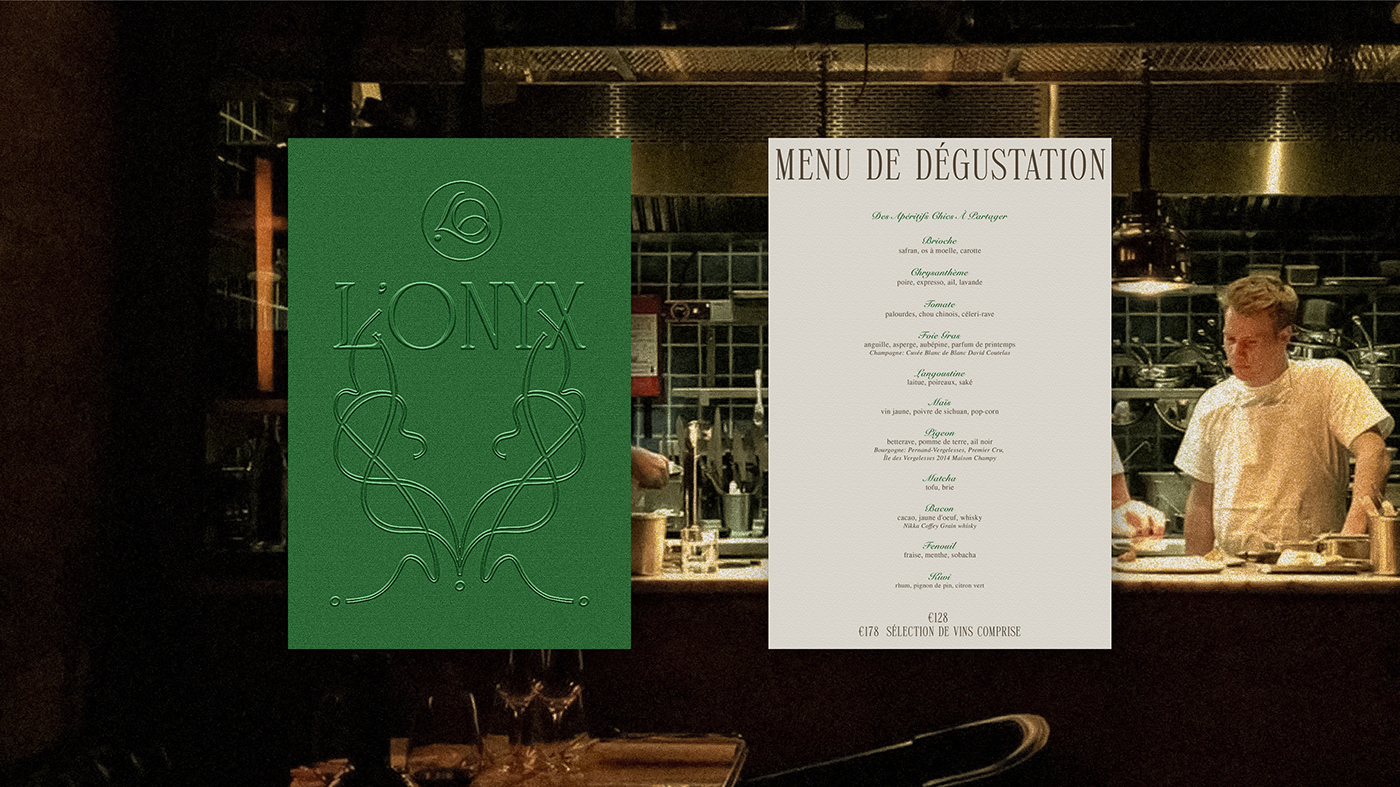 LO
L'ONYX
MENU DE DÉGUSTATION
Des Apéritifs Chics À Partager
Brioche
safran, os à moelle, carotte
Chrysanthème
poire, expresso, ail, lavande
Tomate
palourdes, chou chinois, céleri-rave
Foie Gras
anguille, asperge, aubépine, parfum de printemps
Champagne: Cuvée Blanc de Blanc David Coutelas
Langoustine
laitue, poireaux, saké
Maïs
vin jaune, poivre de sichuan, pop-corn
Pigeon
betterave, pomme de terre, ail noir
Bourgogne: Pernand-Vergelesses, Premier Cru,
Île des Vergelesses 2014 Maison Champy
Matcha
tofu, brie
Bacon
cacao, jaune d'oeuf, whisky
Nikka Coffey Grain whisky
Fenouil
fraise, menthe, sobacha
Kiwi
rhum, pignon de pin, citron vert
€128
€178 SÉLECTION DE VINS COMPRISE